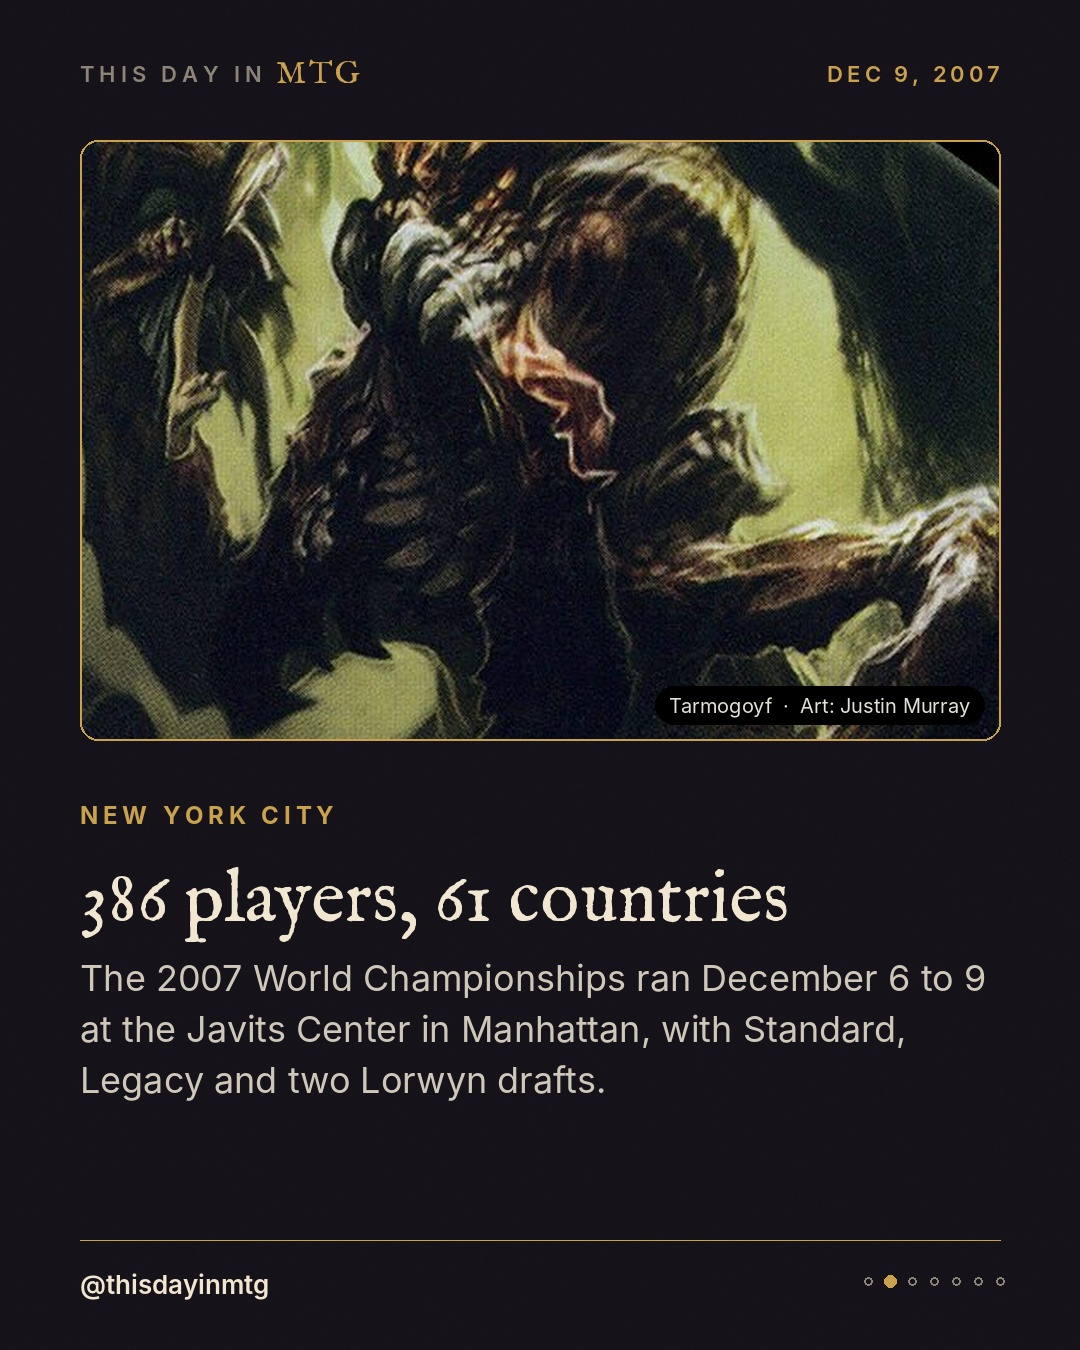 THIS DAY IN MTG
DEC 9, 2007
Tarmogoyf · Art: Justin Murray
NEW YORK CITY
386 players, 61 countries
The 2007 World Championships ran December 6 to 9
at the Javits Center in Manhattan, with Standard,
Legacy and two Lorwyn drafts.
@thisdayinmtg